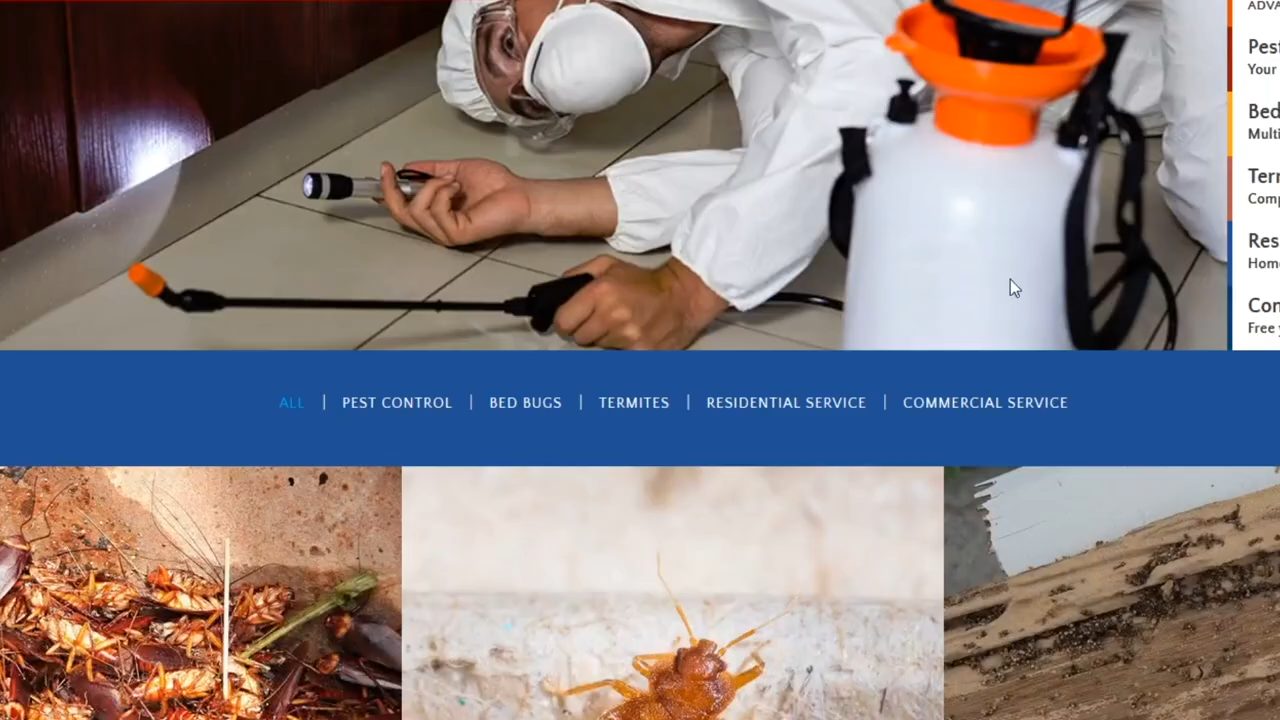 ALL | PEST CONTROL | BED BUGS | TERMITES | RESIDENTIAL SERVICE | COMMERCIAL SERVICE
ADVA
Pest
Your
Bed
Multi
Term
Comp
Res
Home
Con
Free y